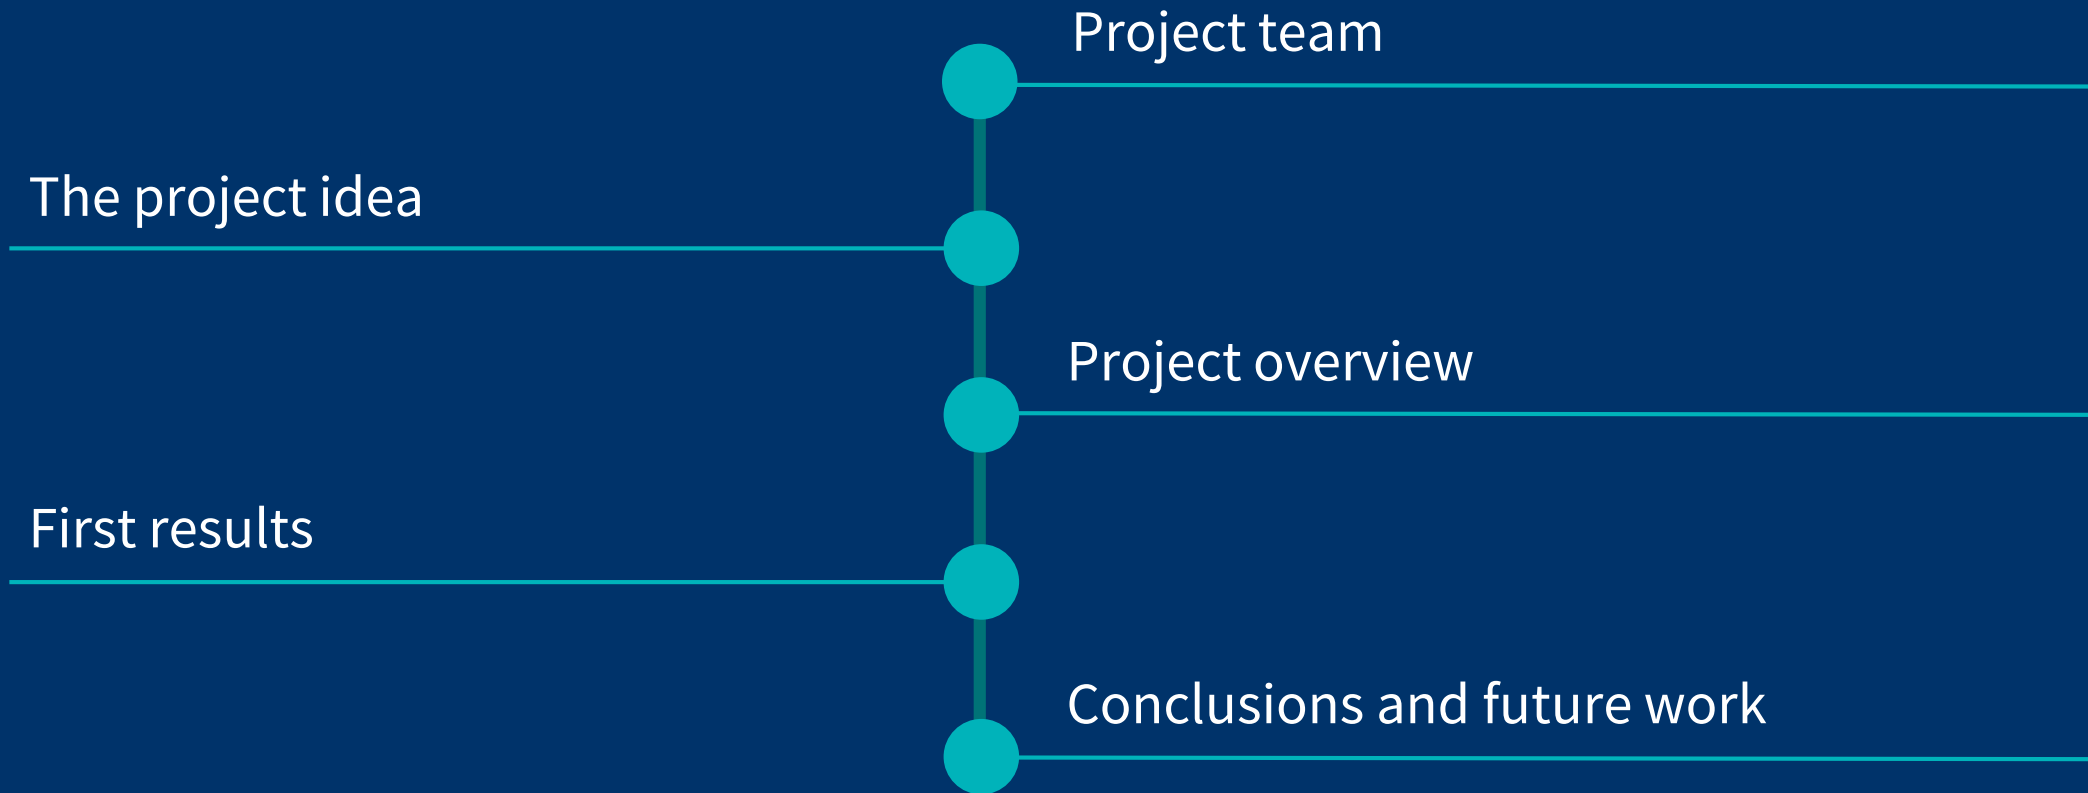 Project team
The project idea
Project overview
First results
Conclusions and future work